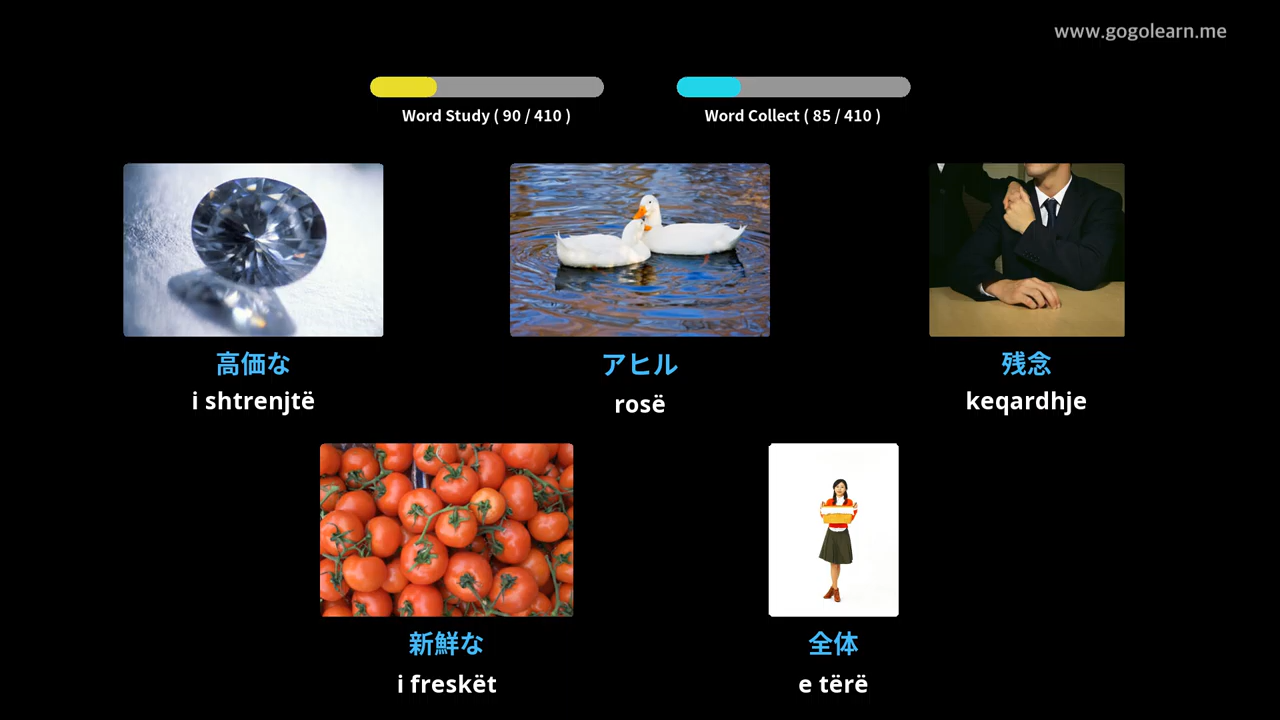 www.gogolearn.me
Word Study ( 90 / 410 )
Word Collect ( 85 / 410 )
高価な
i shtrenjtë
アヒル
rosë
残念
keqardhje
新鮮な
i freskët
全体
e tërë